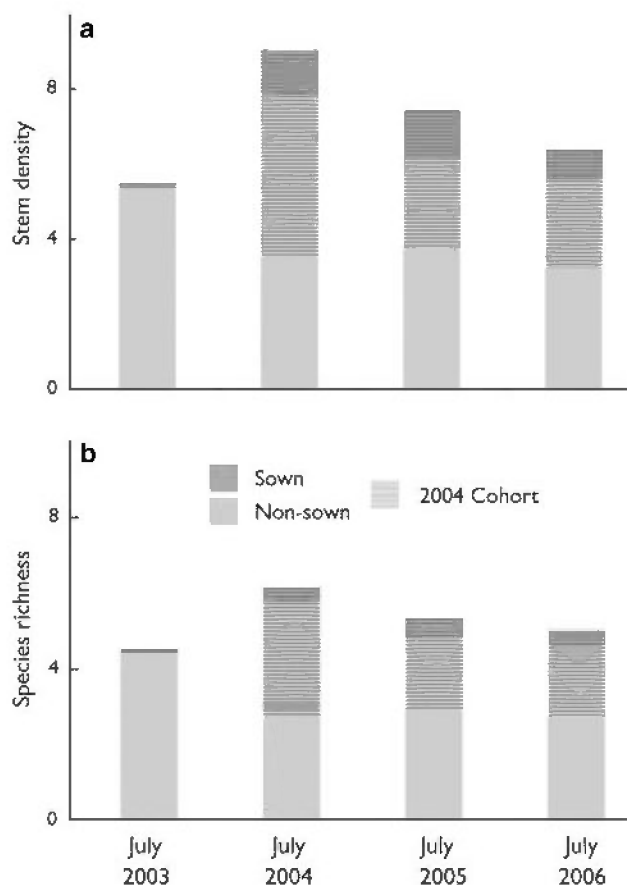 a
Stem density
8
4
0
b
Species richness
8
4
0
Sown
Non-sown
2004 Cohort
July
2003
July
2004
July
2005
July
2006